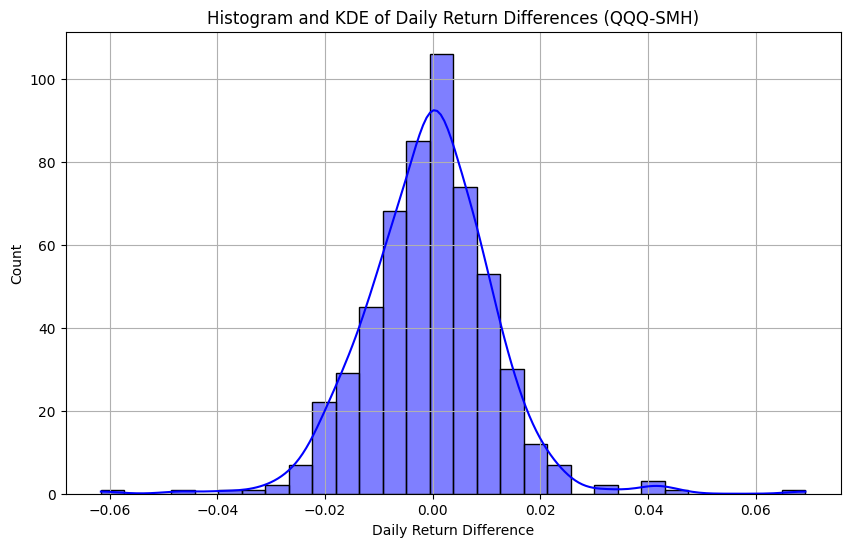 Histogram and KDE of Daily Return Differences (QQQ-SMH)
100
80
60
40
20
0
Count
−0.06 −0.04 −0.02 0.00 0.02 0.04 0.06
Daily Return Difference